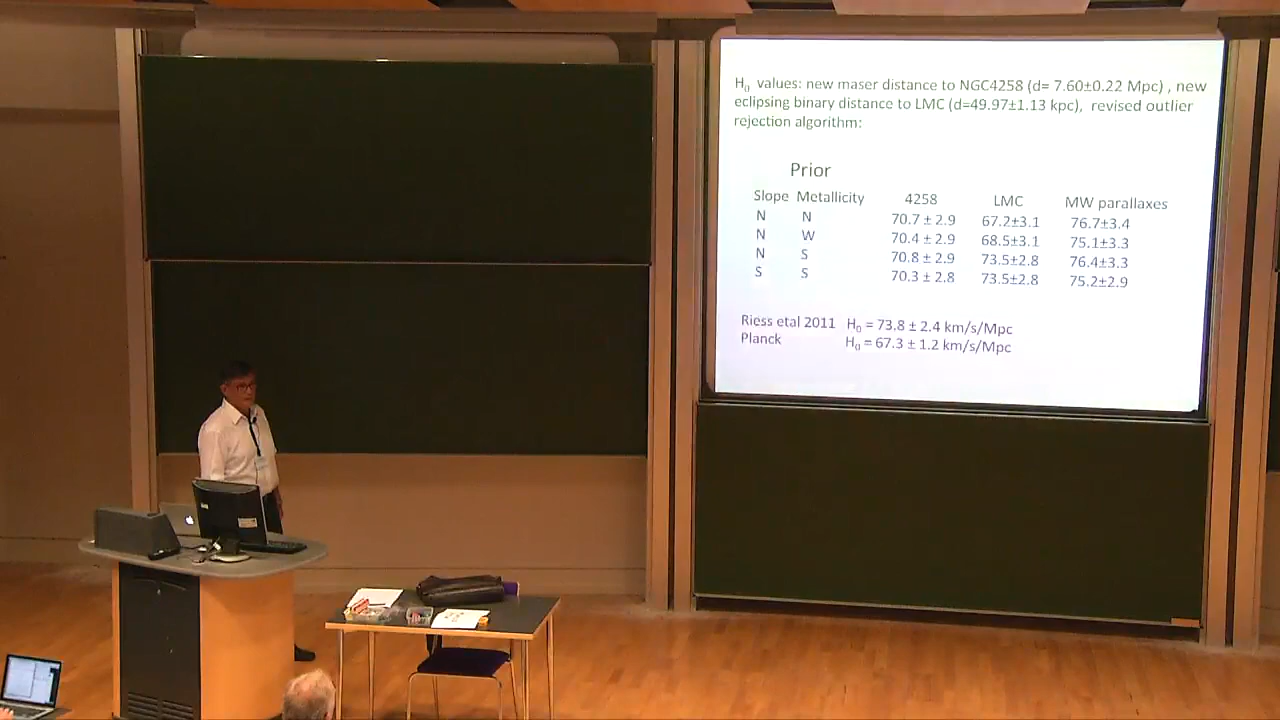 H₀ values: new maser distance to NGC4258 (d= 7.60±0.22 Mpc) , new
eclipsing binary distance to LMC (d=49.97±1.13 kpc), revised outlier
rejection algorithm:
Prior
Slope Metallicity 4258 LMC MW parallaxes
N N 70.7 ± 2.9 67.2±3.1 76.7±3.4
N W 70.4 ± 2.9 68.5±3.1 75.1±3.3
N S 70.8 ± 2.9 73.5±2.8 76.4±3.3
S S 70.3 ± 2.8 73.5±2.8 75.2±2.9
Riess etal 2011 H₀ = 73.8 ± 2.4 km/s/Mpc
Planck H₀ = 67.3 ± 1.2 km/s/Mpc